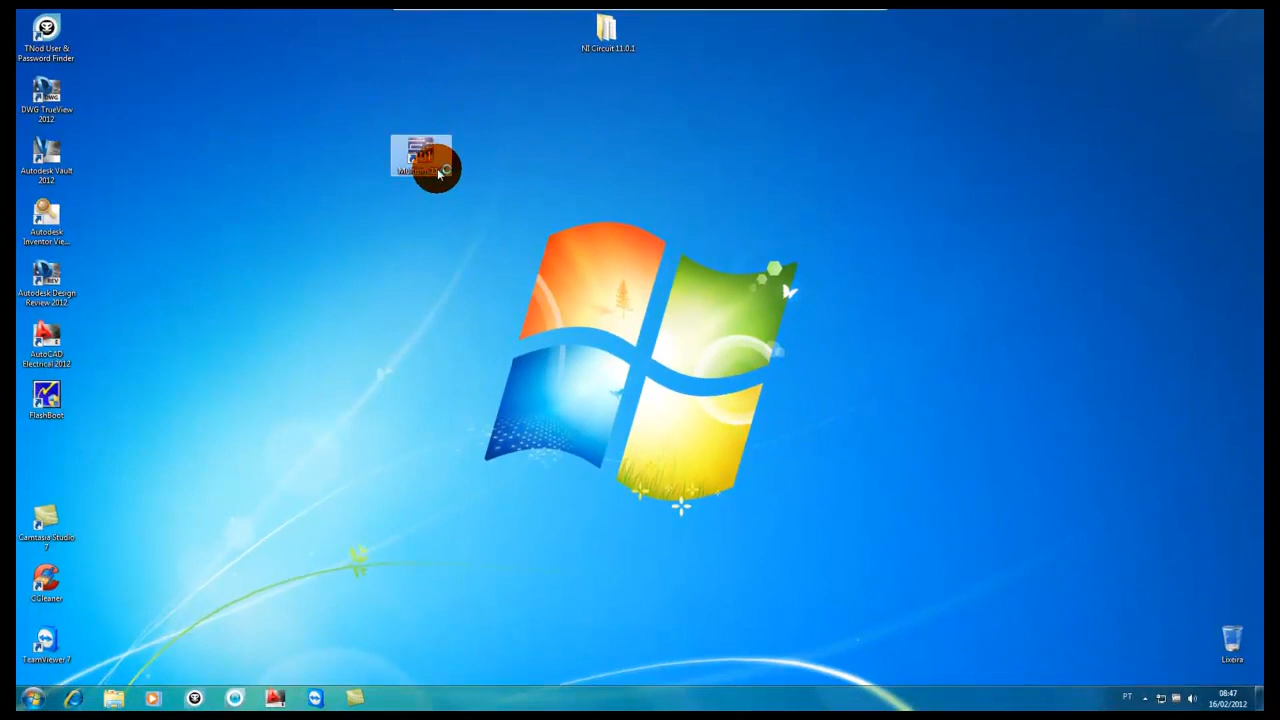 TNod User &
Password Finder
DWG TrueView
2012
Autodesk Vault
2012
Autodesk
Inventor Vie...
Autodesk Design
Review 2012
AutoCAD
Electrical 2012
FlashBoot
Camtasia Studio
7
CCleaner
TeamViewer 7
NI Circuit 11.0.1
Lixeira
PT
08:47
16/02/2012